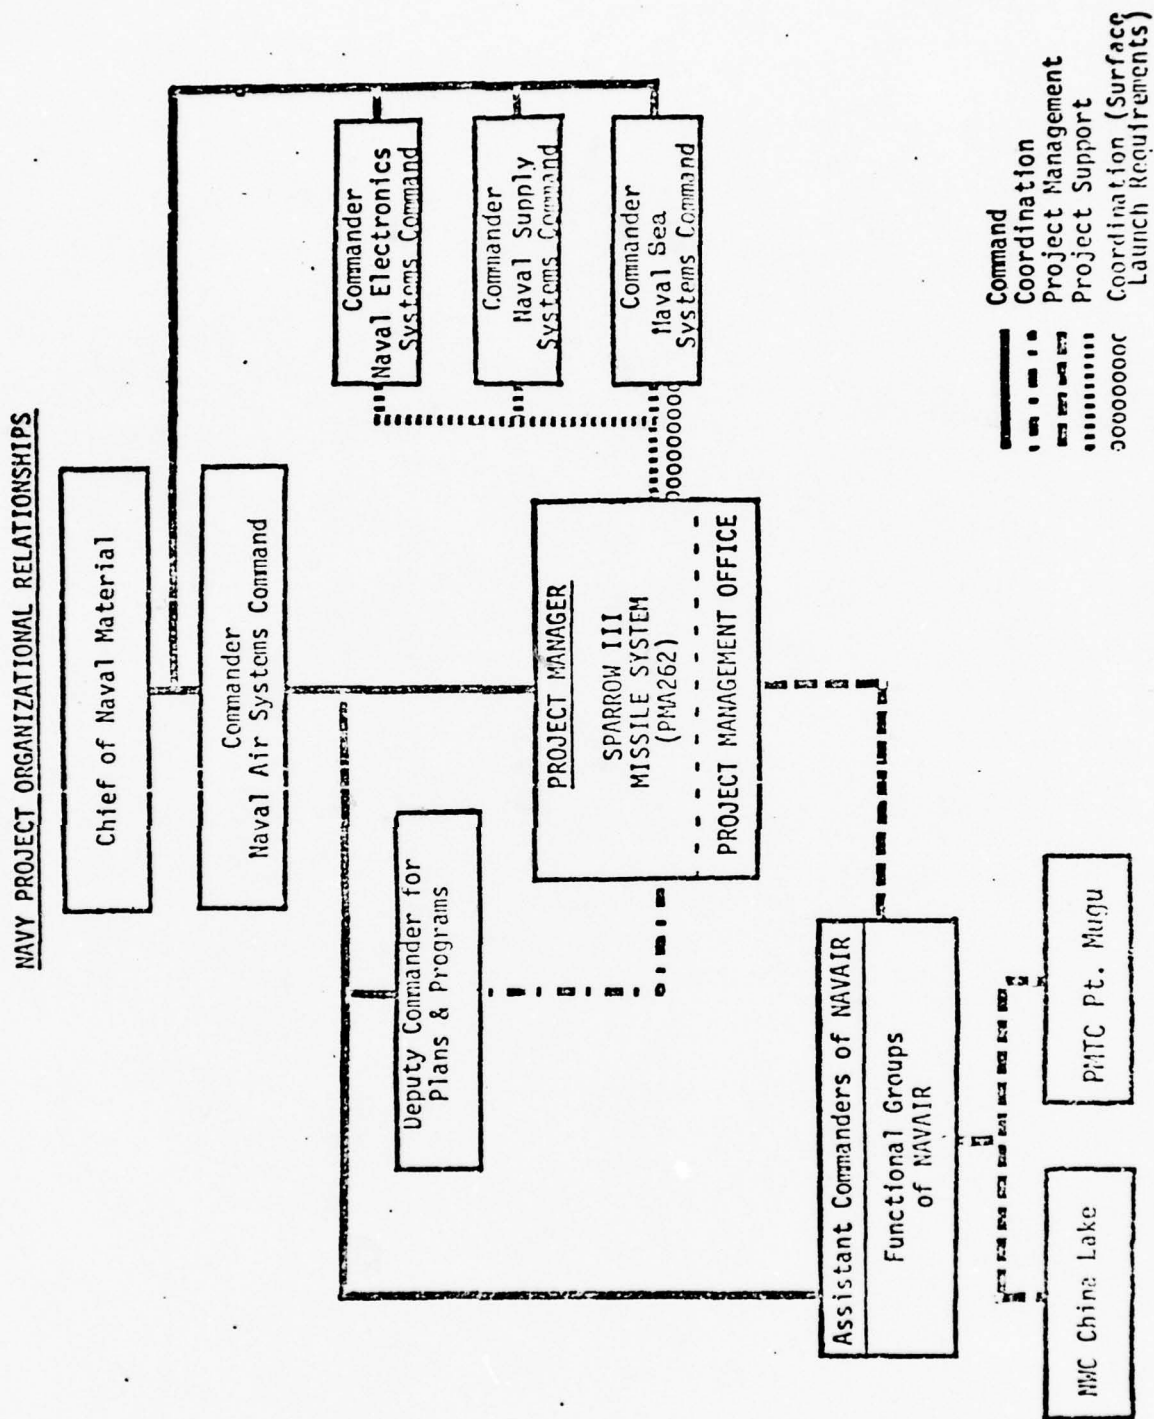 NAVY PROJECT ORGANIZATIONAL RELATIONSHIPS
Chief of Naval Material
Commander
Naval Air Systems Command
Deputy Commander for
Plans & Programs
PROJECT MANAGER
SPARROW III
MISSILE SYSTEM
(PMA262)
PROJECT MANAGEMENT OFFICE
Commander
Naval Electronics
Systems Command
Commander
Naval Supply
Systems Command
Commander
Naval Sea
Systems Command
Assistant Commanders of NAVAIR
Functional Groups
of NAVAIR
NWC China Lake
PMTC Pt. Mugu
Command
Coordination
Project Management
Project Support
Coordination (Surface
Launch Requirements)